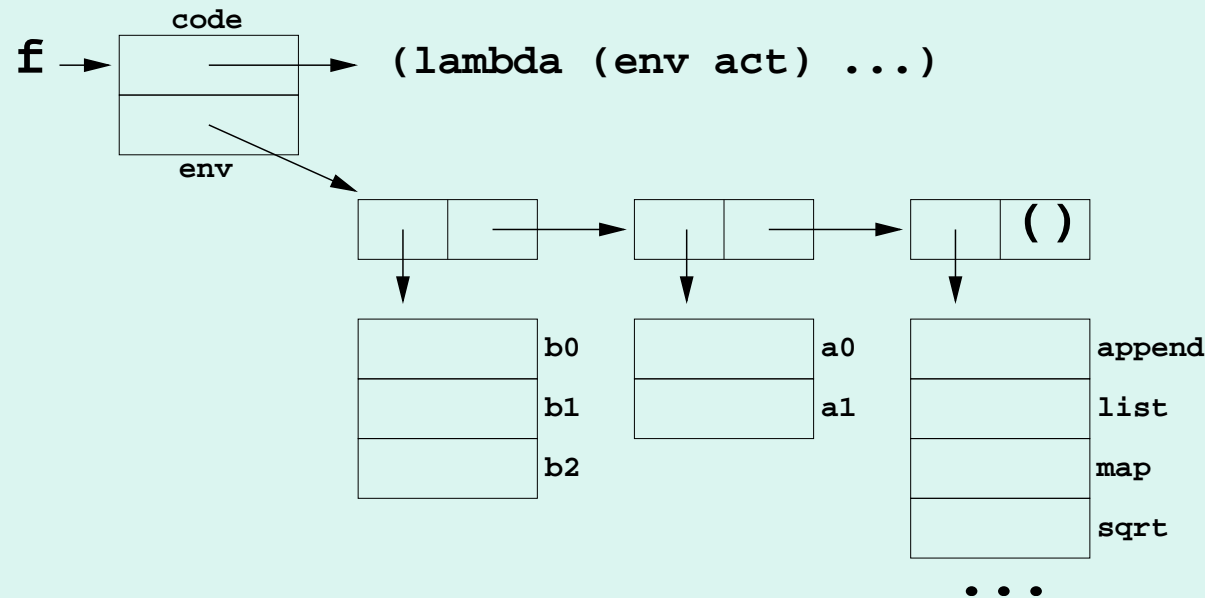 code
f (lambda (env act) ...)
env
()
b0 a0 append
b1 a1 list
b2 map
sqrt
...